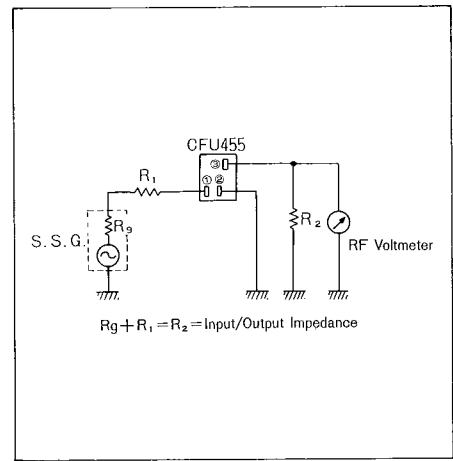 CFU455
③
R₁
① ②
Rg
S.S.G.
R₂
RF Voltmeter
Rg+R₁=R₂=Input/Output Impedance